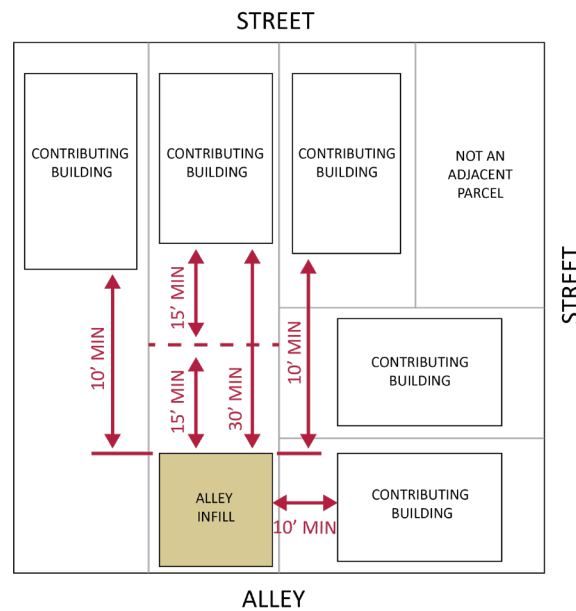 STREET
CONTRIBUTING
BUILDING
CONTRIBUTING
BUILDING
CONTRIBUTING
BUILDING
NOT AN
ADJACENT
PARCEL
STREET
10’ MIN
15’ MIN
15’ MIN
30’ MIN
10’ MIN
CONTRIBUTING
BUILDING
ALLEY
INFILL
10’ MIN
CONTRIBUTING
BUILDING
ALLEY